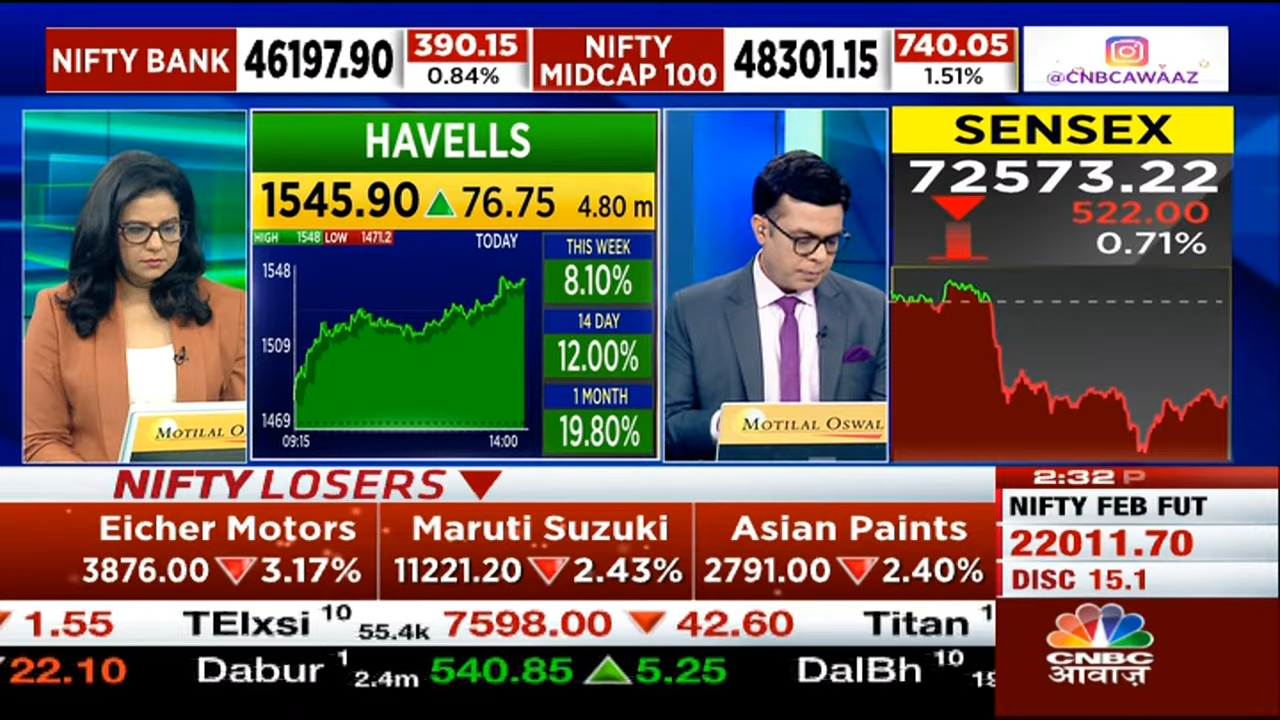 NIFTY BANK
46197.90
390.15
0.84%
NIFTY
MIDCAP 100
48301.15
740.05
1.51%
@CNBCAWAAZ
HAVELLS
1545.90 76.75 4.80 m
HIGH 1548 LOW 1471.2
TODAY
1548
1509
1469
09:15 14:00
THIS WEEK
8.10%
14 DAY
12.00%
1 MONTH
19.80%
SENSEX
72573.22
522.00
0.71%
MOTILAL O
MOTILAL OSWAL
NIFTY LOSERS
Eicher Motors
3876.00 3.17%
Maruti Suzuki
11221.20 2.43%
Asian Paints
2791.00 2.40%
2:32 P
NIFTY FEB FUT
22011.70
DISC 15.1
1.55 TElxsi 10 55.4k 7598.00 42.60 Titan 1
22.10 Dabur 1 2.4m 540.85 5.25 DalBh 10
CNBC
आवाज़